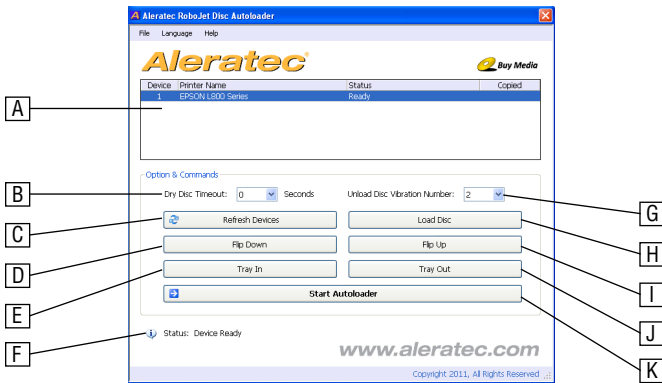 Aleratec RoboJet Disc Autoloader
File Language Help
Aleratec
Buy Media
Device Printer Name Status Copied
1 EPSON L800 Series Ready
A
Option & Commands
B Dry Disc Timeout: 0 Seconds Unload Disc Vibration Number: 2 G
C Refresh Devices Load Disc H
D Flip Down Flip Up I
E Tray In Tray Out J
Start Autoloader K
F Status: Device Ready
www.aleratec.com
Copyright 2011, All Rights Reserved